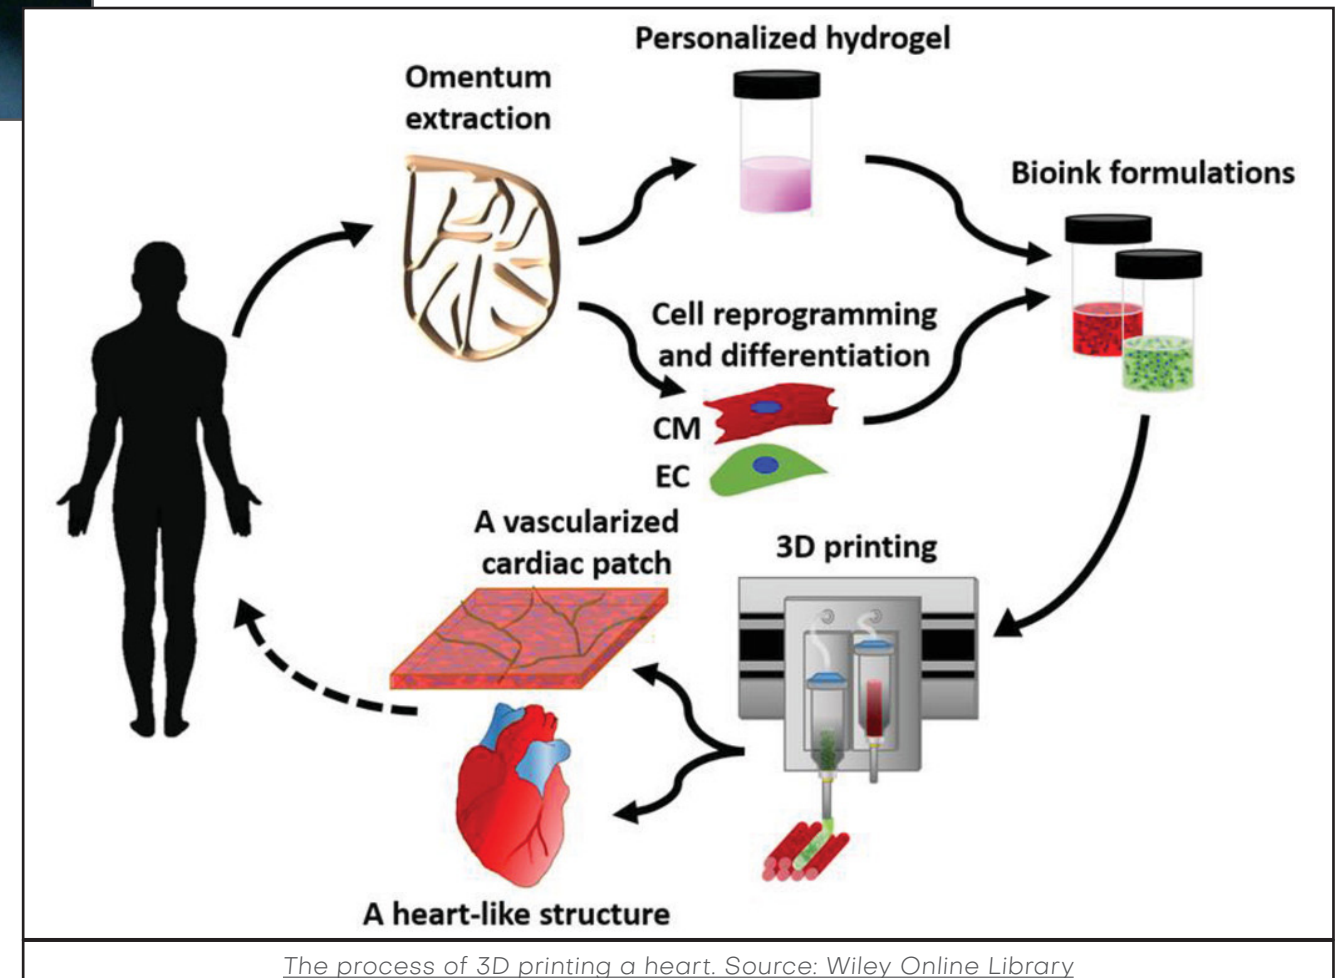 Personalized hydrogel
Omentum
extraction
Bioink formulations
Cell reprogramming
and differentiation
CM
EC
A vascularized
cardiac patch
3D printing
A heart-like structure
The process of 3D printing a heart. Source: Wiley Online Library